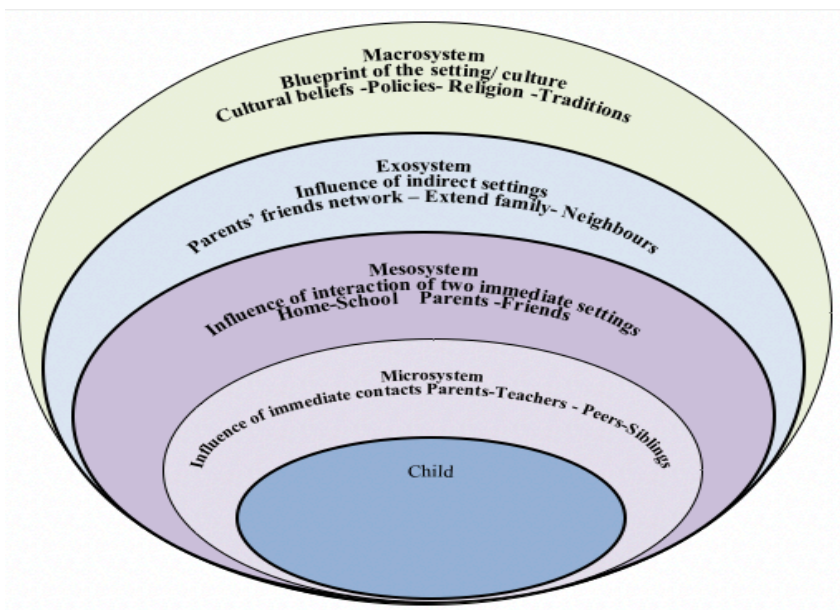 Macrosystem
Blueprint of the setting/ culture
Cultural beliefs -Policies- Religion -Traditions
Exosystem
Influence of indirect settings
Parents' friends network – Extend family- Neighbours
Mesosystem
Influence of interaction of two immediate settings
Home-School Parents -Friends
Microsystem
Influence of immediate contacts Parents-Teachers - Peers-Siblings
Child